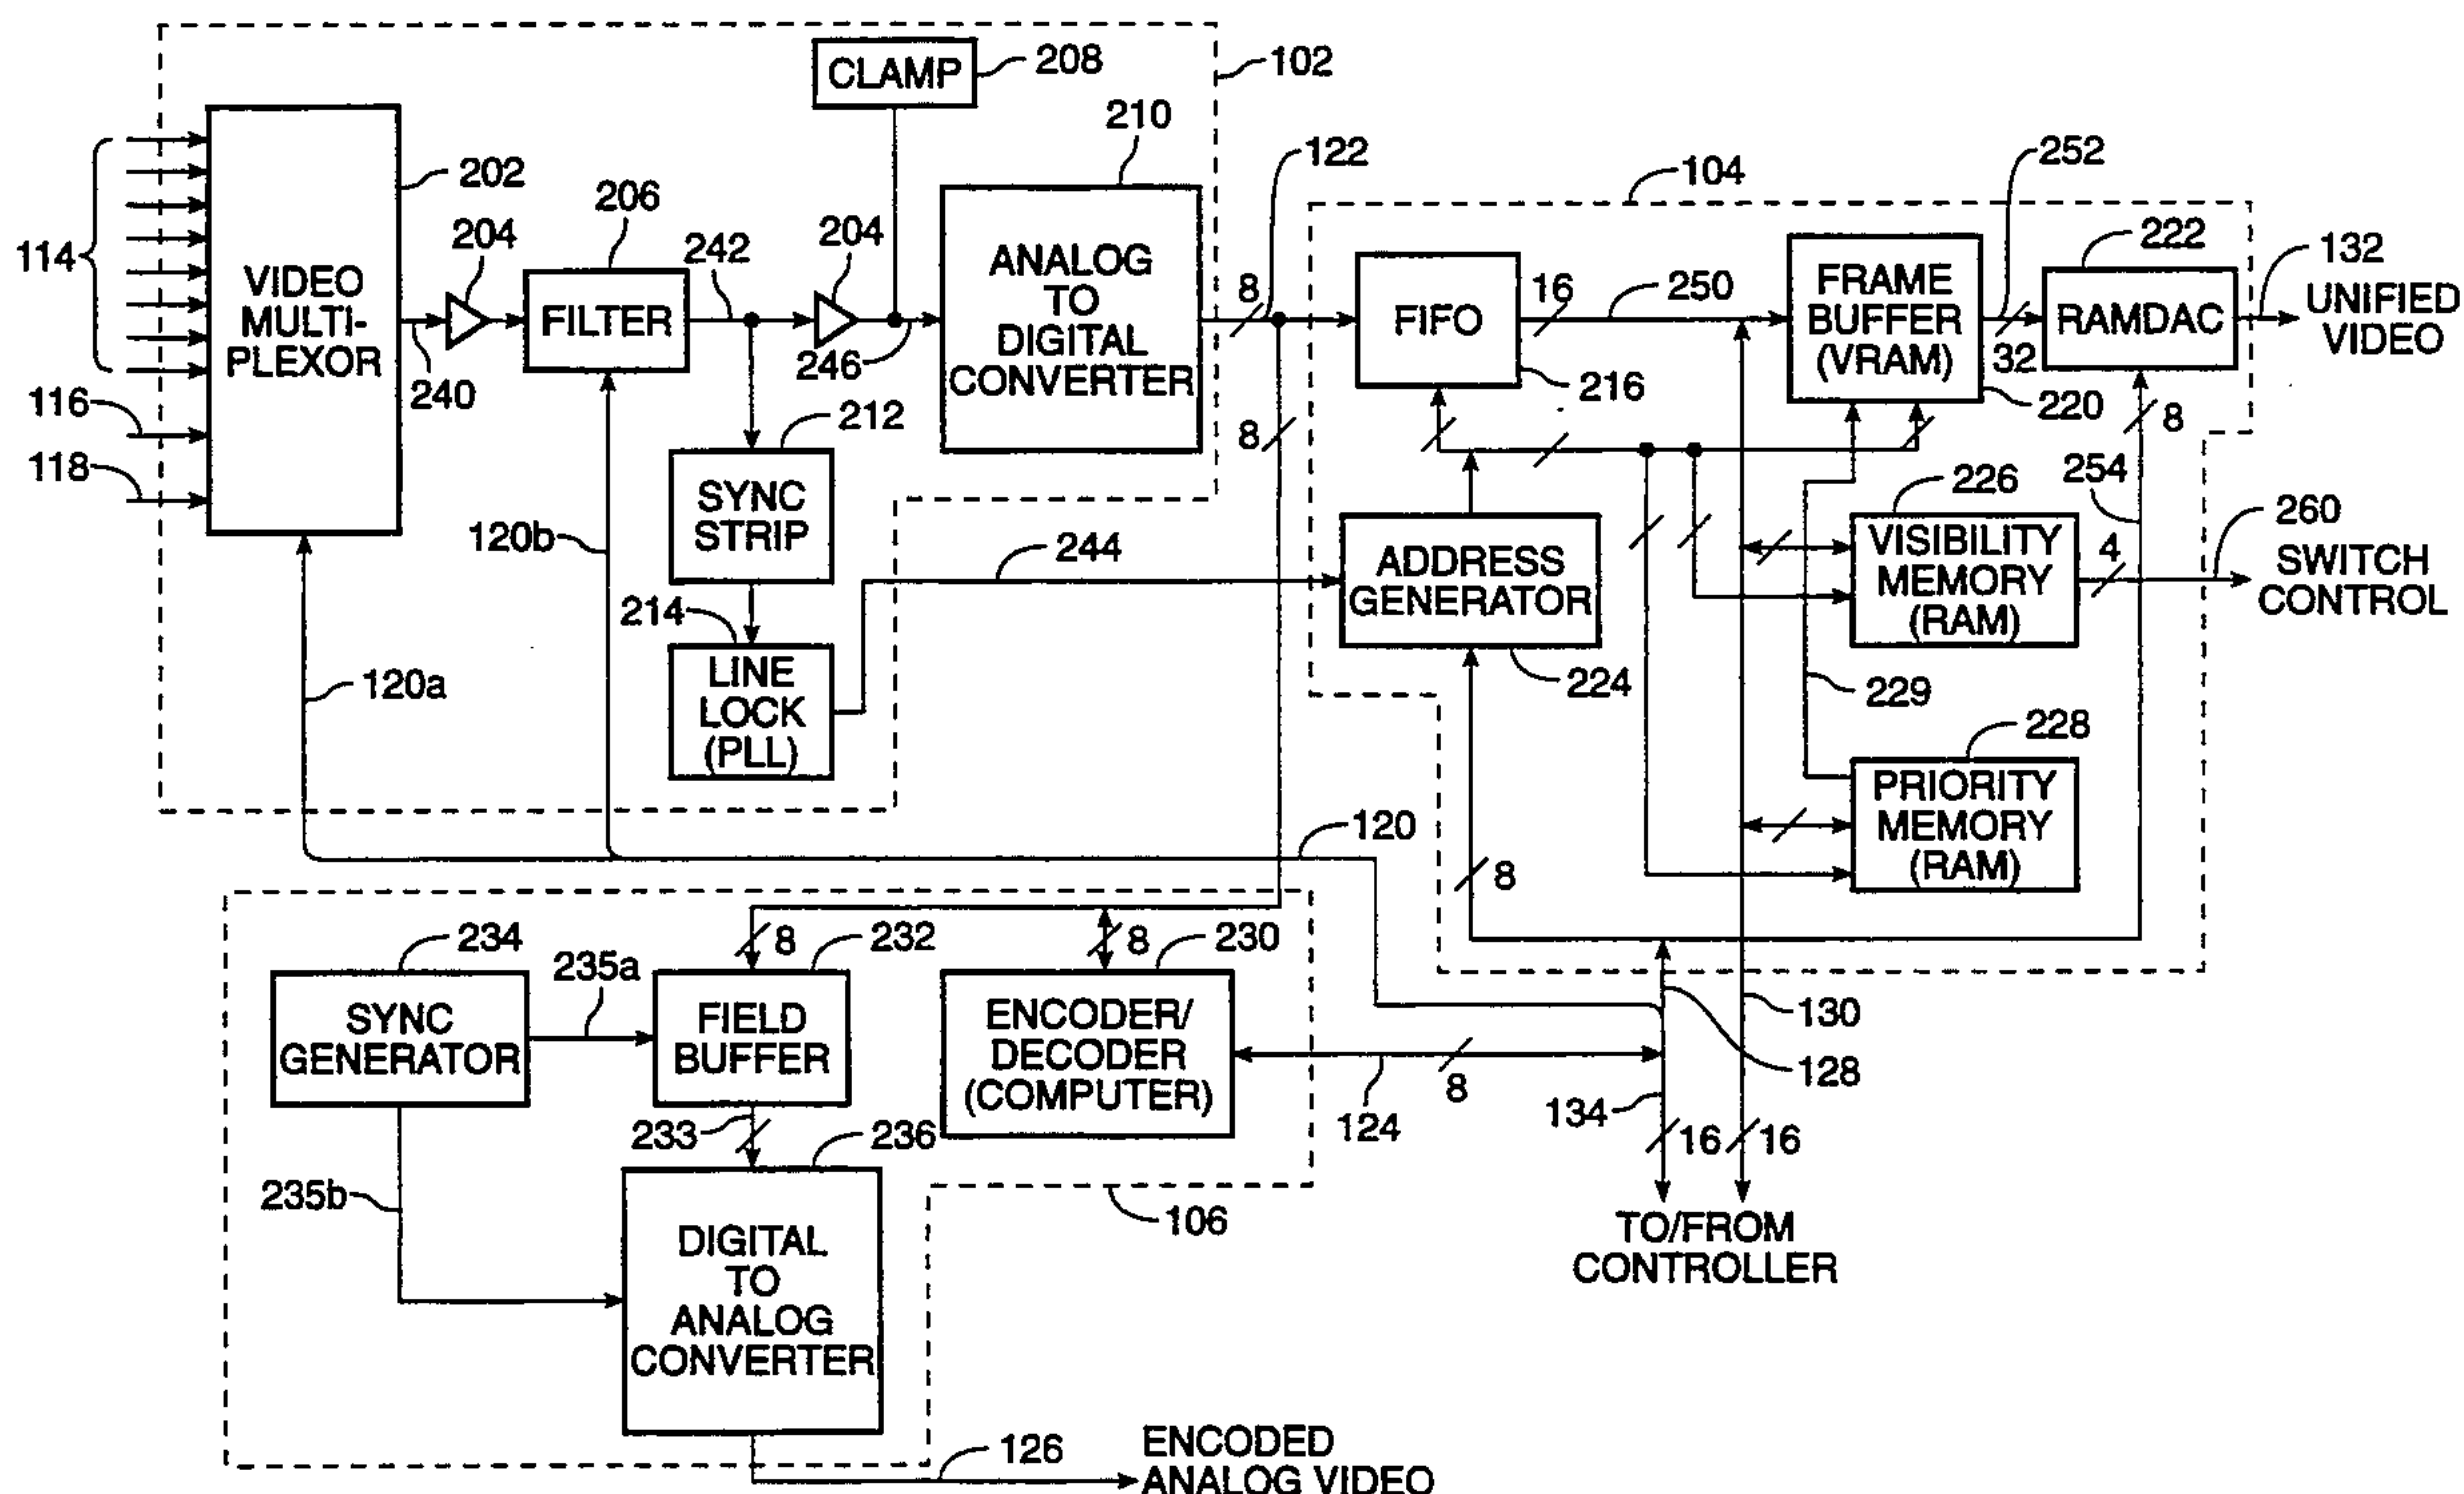 CLAMP
208
102
210
114
VIDEO
MULTI-
PLEXOR
202
204
240
206
FILTER
242
204
246
ANALOG
TO
DIGITAL
CONVERTER
8
122
8
104
FIFO
216
16
250
FRAME
BUFFER
(VRAM)
220
252
32
222
RAMDAC
132
UNIFIED
VIDEO
8
116
118
212
SYNC
STRIP
214
LINE
LOCK
(PLL)
244
120a
120b
120
ADDRESS
GENERATOR
224
8
226
VISIBILITY
MEMORY
(RAM)
4
254
260
SWITCH
CONTROL
229
228
PRIORITY
MEMORY
(RAM)
234
SYNC
GENERATOR
235a
235b
8
232
FIELD
BUFFER
233
8
230
ENCODER/
DECODER
(COMPUTER)
124
8
130
128
134
16
16
TO/FROM
CONTROLLER
236
DIGITAL
TO
ANALOG
CONVERTER
106
126
ENCODED
ANALOG VIDEO